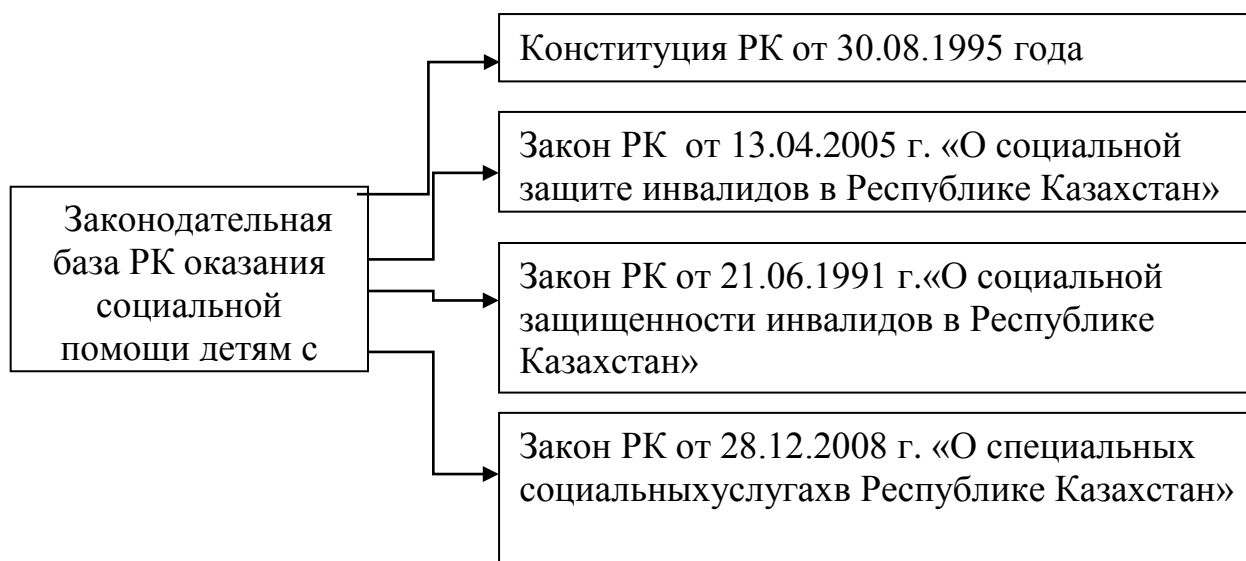 Конституция РК от 30.08.1995 года
Закон РК от 13.04.2005 г. «О социальной
защите инвалидов в Республике Казахстан»
Законодательная
база РК оказания
социальной
помощи детям с
Закон РК от 21.06.1991 г.«О социальной
защищенности инвалидов в Республике
Казахстан»
Закон РК от 28.12.2008 г. «О специальных
социальныхуслугахв Республике Казахстан»